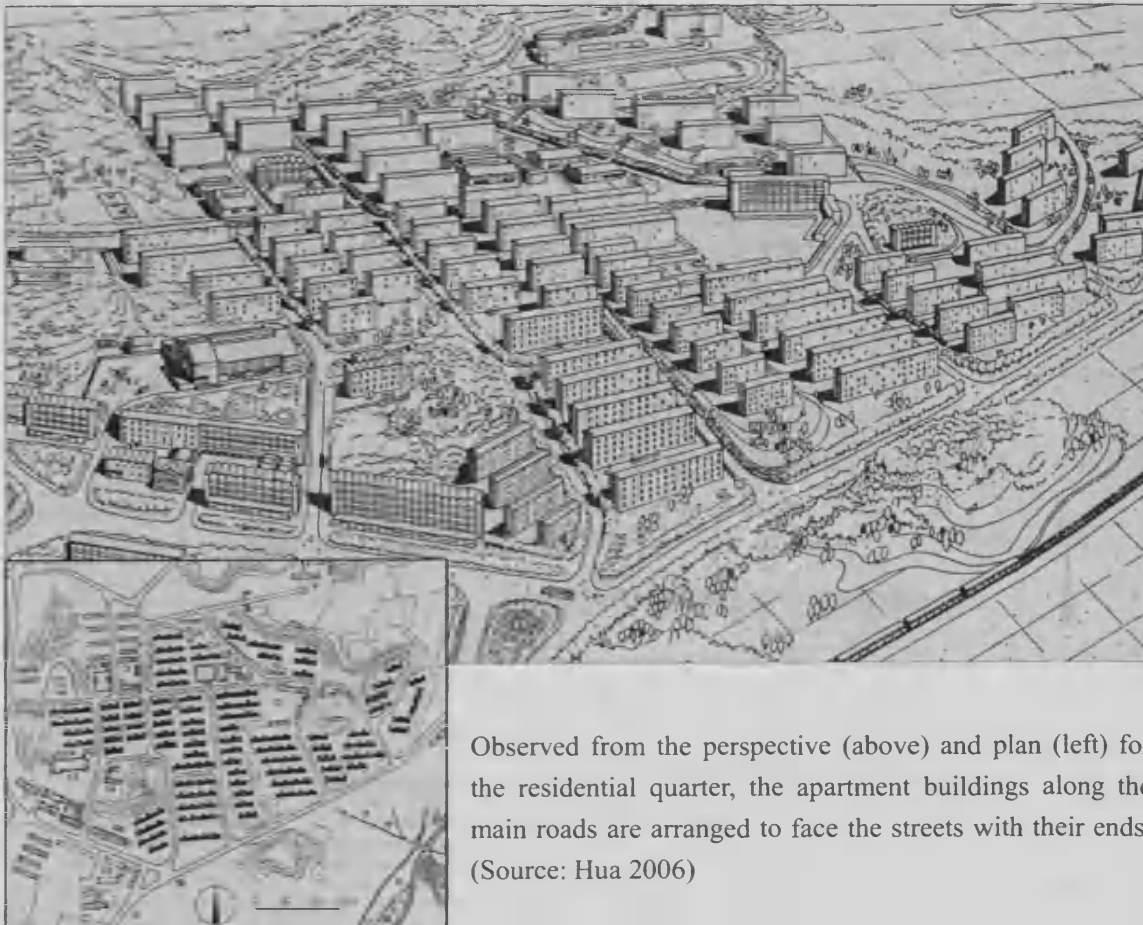 Observed from the perspective (above) and plan (left) fo
the residential quarter, the apartment buildings along the
main roads are arranged to face the streets with their ends
(Source: Hua 2006)